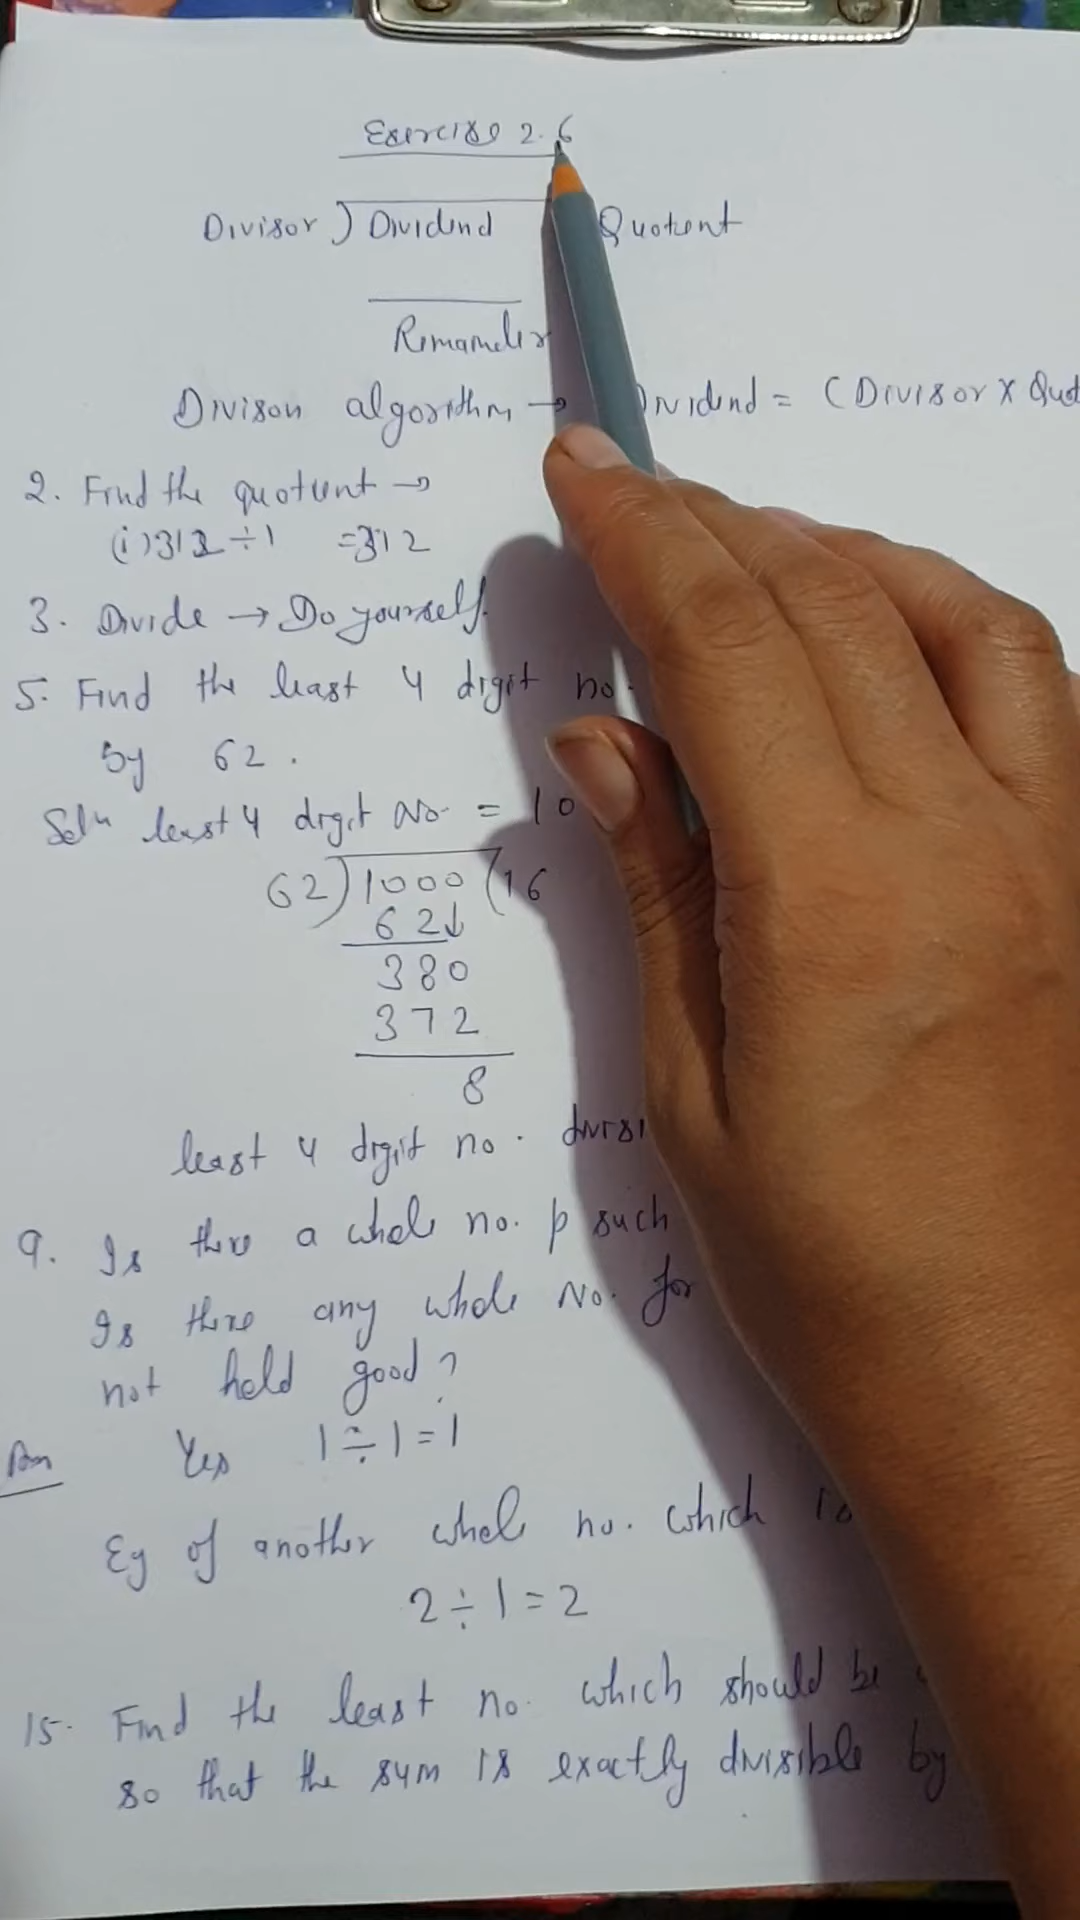 Exercise 2.6
Divisor ) Dividend Quotient
Remainder
Divison algorithm → Dividend = (Divisor × Quot
2. Find the quotient →
(i) 312 ÷ 1 = 312
3. Divide → Do yourself.
5. Find the least 4 digit no.
by 62.
Soln least 4 digit No. = 10
62 ) 1000 ( 16
62↓
380
372
8
least 4 digit no. divisi
9. Is there a whole no. p such
Is there any whole No. for
not hold good?
Ans Yes 1 ÷ 1 = 1
Eg of another whole no. which is
2 ÷ 1 = 2
15. Find the least no. which should be
so that the sum is exactly divisible by